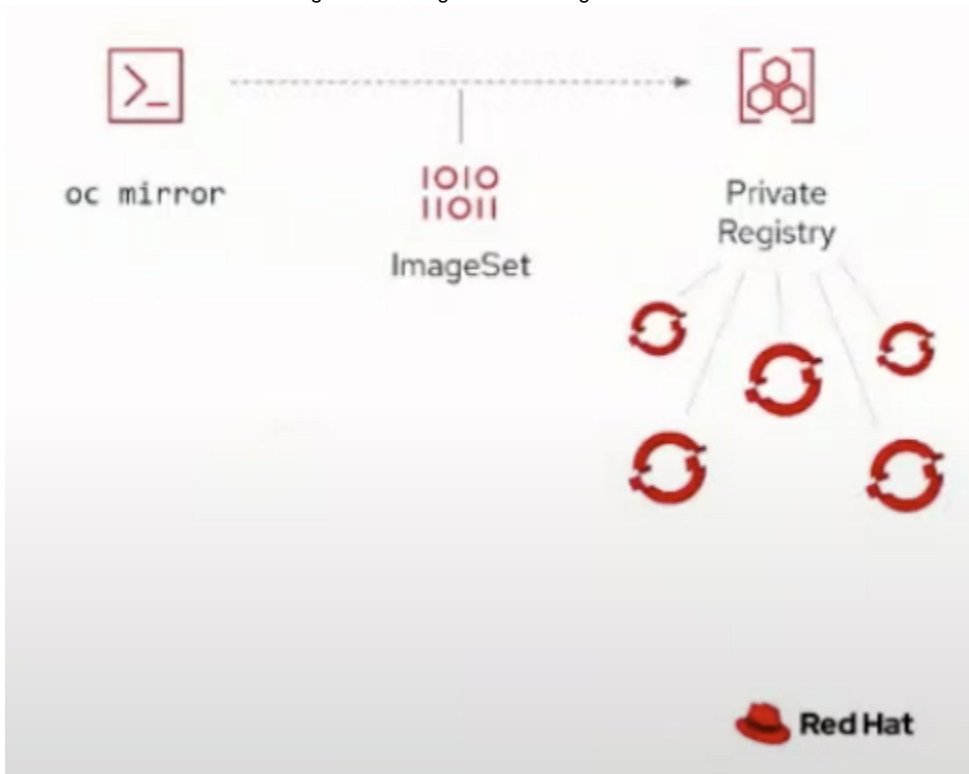 oc mirror
1010
11011
ImageSet
Private
Registry
Red Hat